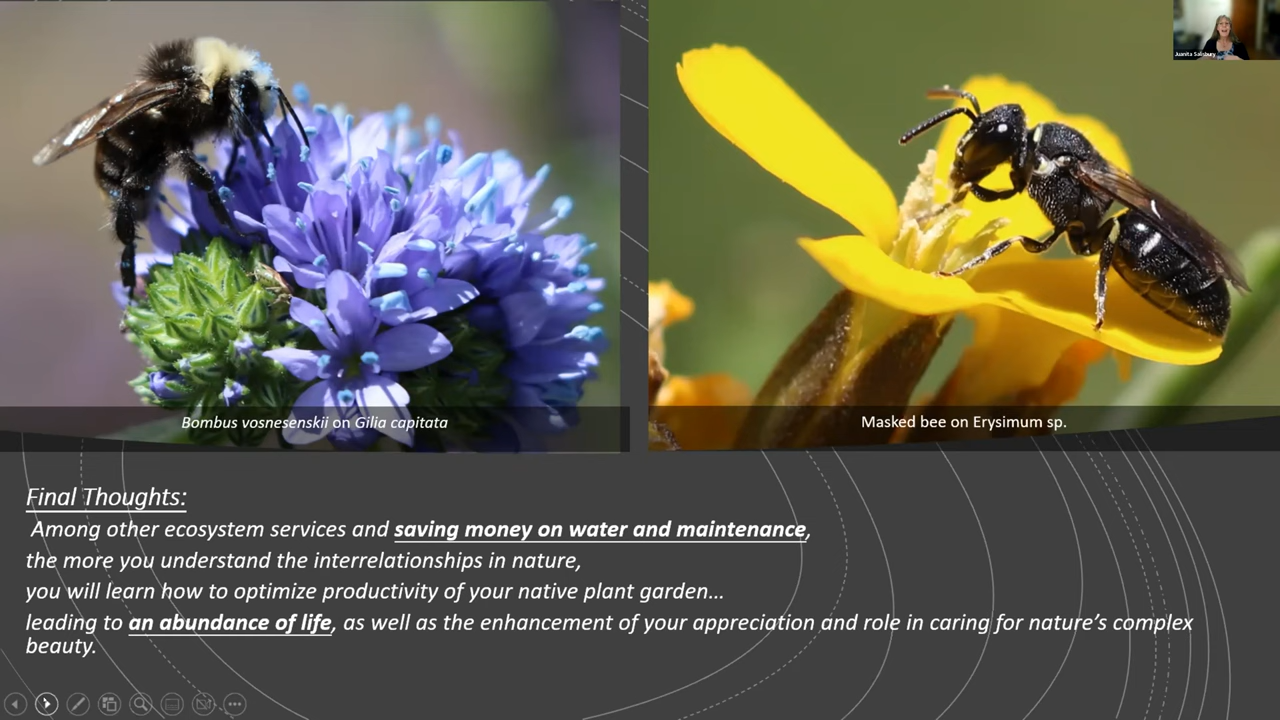 Juanita Salisbury
Bombus vosnesenskii on Gilia capitata
Masked bee on Erysimum sp.
Final Thoughts:
Among other ecosystem services and saving money on water and maintenance,
the more you understand the interrelationships in nature,
you will learn how to optimize productivity of your native plant garden…
leading to an abundance of life, as well as the enhancement of your appreciation and role in caring for nature’s complex
beauty.